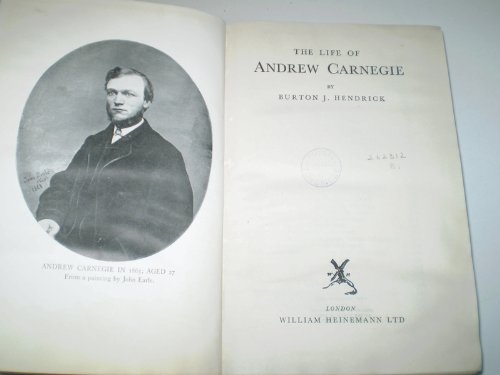 ANDREW CARNEGIE IN 1861; AGED 27
From a painting by John Earle.
THE LIFE OF
ANDREW CARNEGIE
BY
BURTON J. HENDRICK
262812
B.
W H
LONDON
WILLIAM HEINEMANN LTD